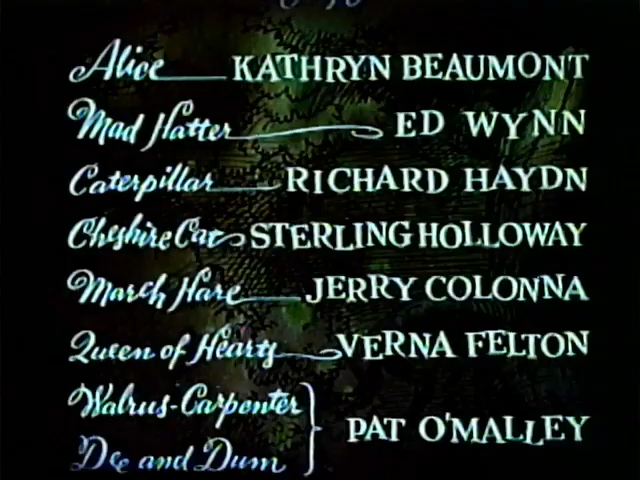 Alice KATHRYN BEAUMONT
Mad Hatter ED WYNN
Caterpillar RICHARD HAYDN
Cheshire Cat STERLING HOLLOWAY
March Hare JERRY COLONNA
Queen of Hearts VERNA FELTON
Walrus-Carpenter
Dee and Dum PAT O'MALLEY